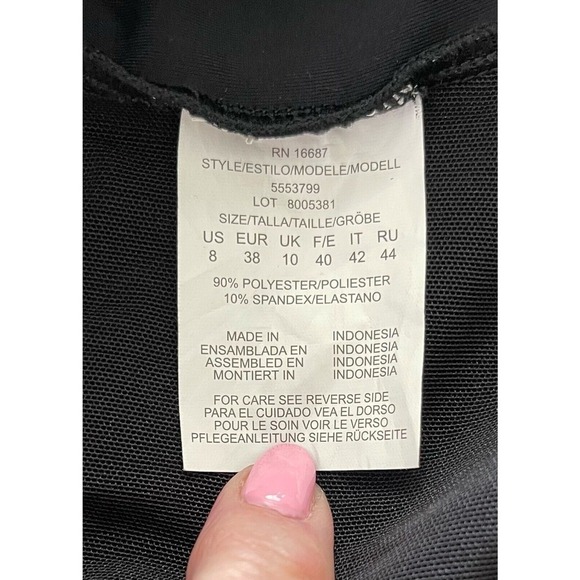 RN 16687
STYLE/ESTILO/MODELE/MODELL
5553799
LOT 8005381
SIZE/TALLA/TAILLE/GRÖBE
US EUR UK F/E IT RU
8 38 10 40 42 44
90% POLYESTER/POLIESTER
10% SPANDEX/ELASTANO
MADE IN INDONESIA
ENSAMBLADA EN INDONESIA
ASSEMBLED EN INDONESIA
MONTIERT IN INDONESIA
FOR CARE SEE REVERSE SIDE
PARA EL CUIDADO VEA EL DORSO
POUR LE SOIN VOIR LE VERSO
PFLEGEANLEITUNG SIEHE RÜCKSEITE